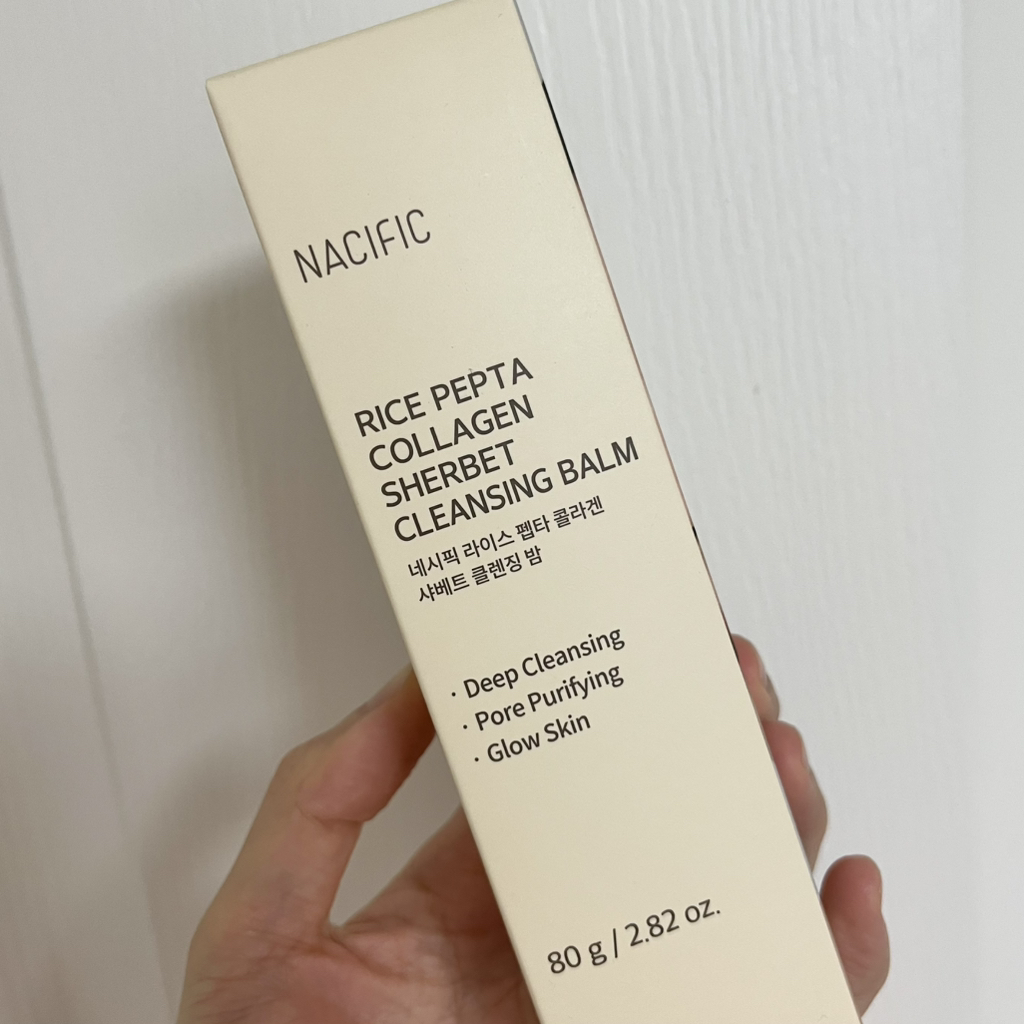 NACIFIC
RICE PEPTA
COLLAGEN
SHERBET
CLEANSING BALM
네시픽 라이스 펩타 콜라겐
샤베트 클렌징 밤
· Deep Cleansing
· Pore Purifying
· Glow Skin
80 g / 2.82 oz.